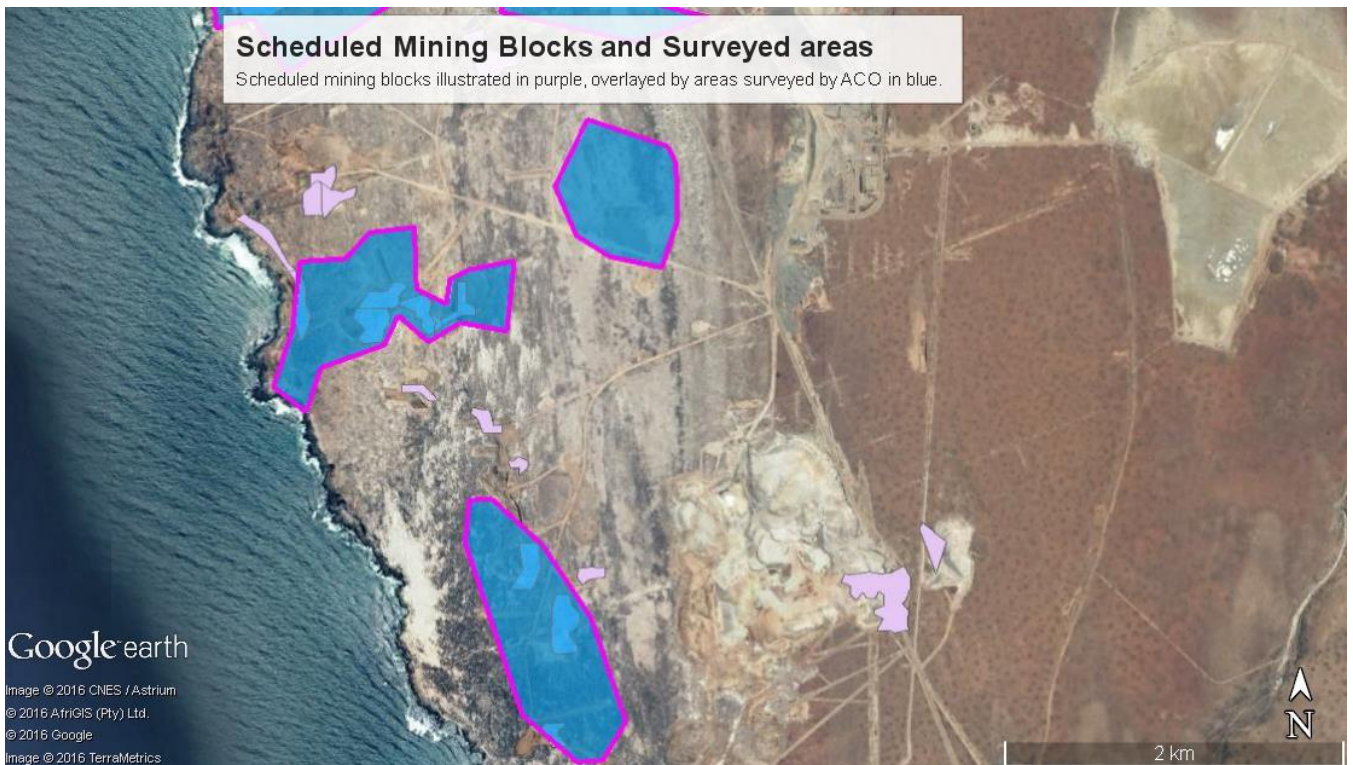 Scheduled Mining Blocks and Surveyed areas
Scheduled mining blocks illustrated in purple, overlayed by areas surveyed by ACO in blue.
Google earth
Image © 2016 CNES / Astrium
© 2016 AfriGIS (Pty) Ltd.
© 2016 Google
Image © 2016 TerraMetrics
N
2 km